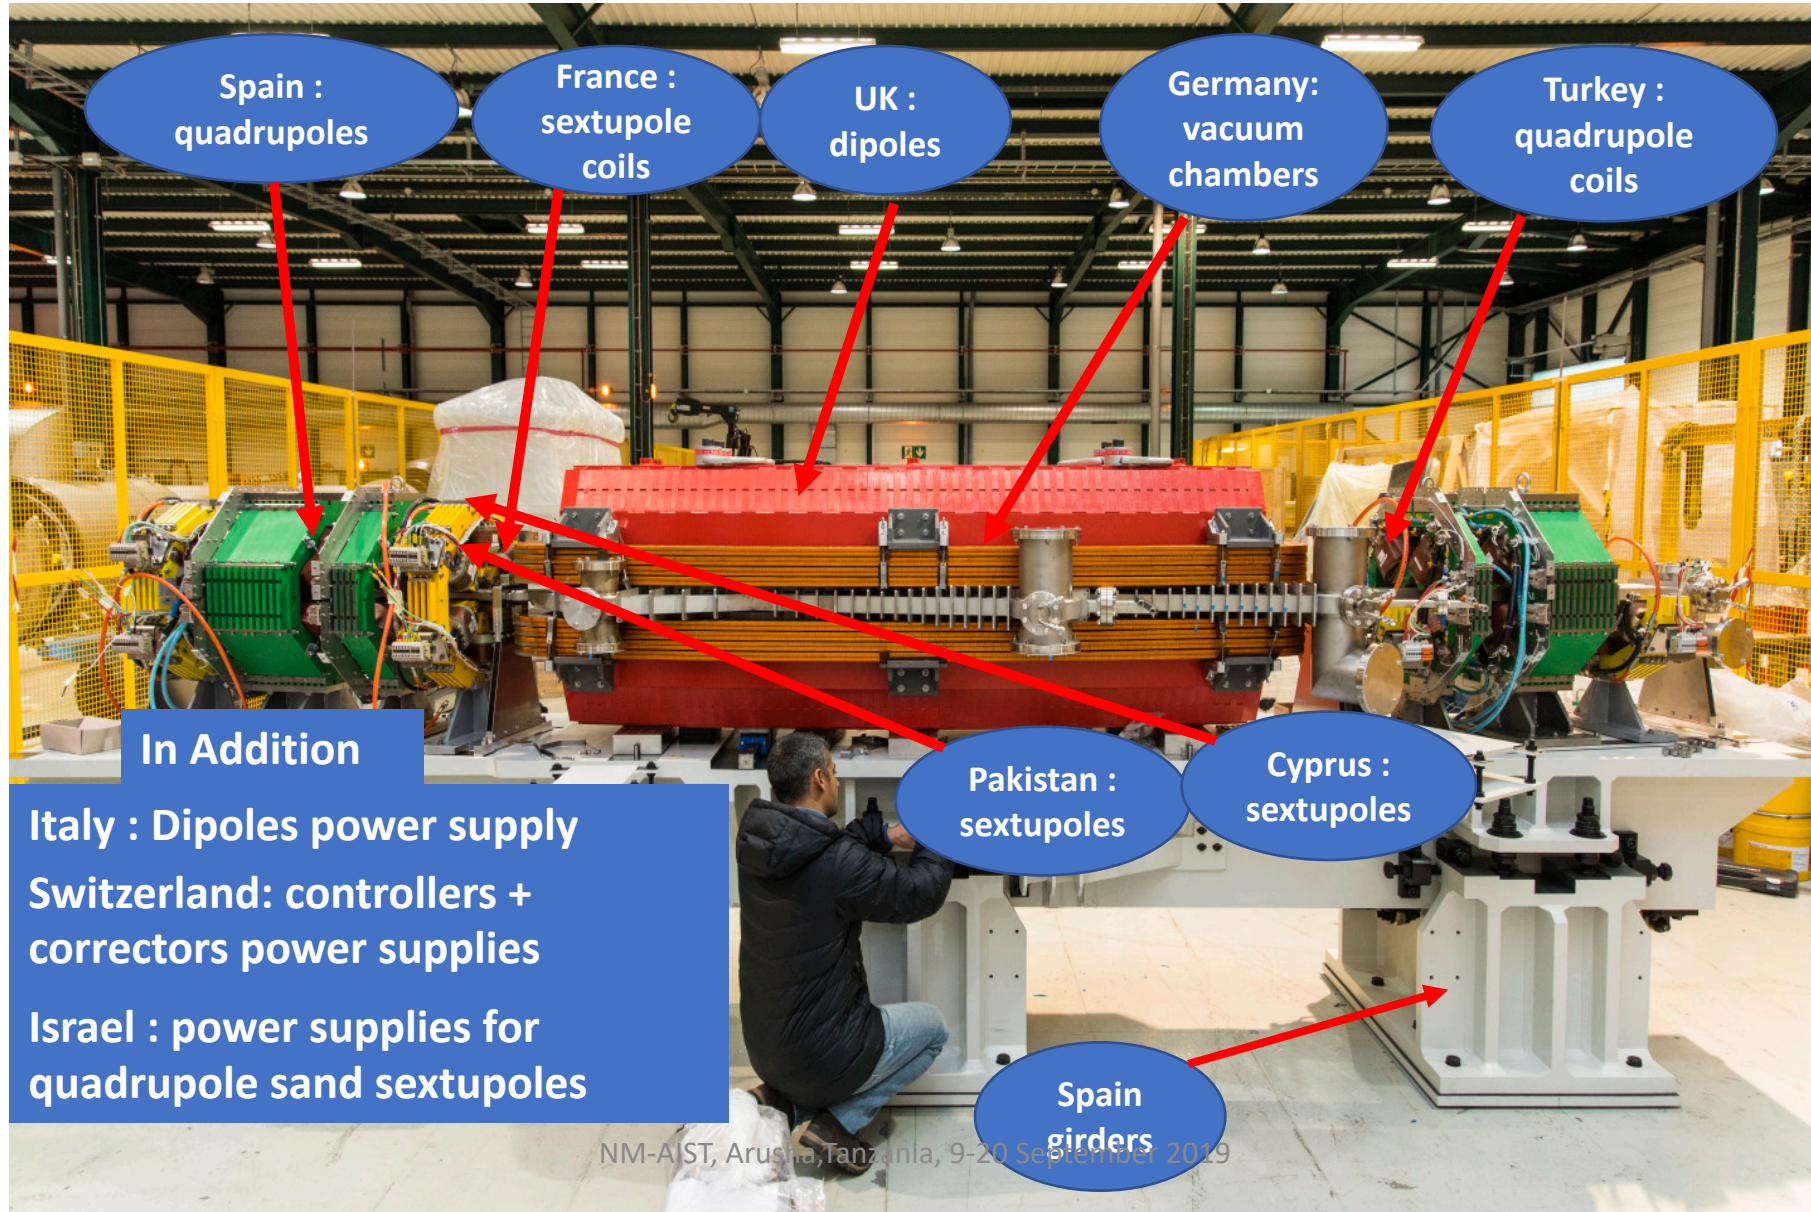 Spain :
quadrupoles
France :
sextupole
coils
UK :
dipoles
Germany:
vacuum
chambers
Turkey :
quadrupole
coils
In Addition
Italy : Dipoles power supply
Switzerland: controllers +
correctors power supplies
Israel : power supplies for
quadrupole sand sextupoles
Pakistan :
sextupoles
Cyprus :
sextupoles
Spain
girders
NM-AIST, Arusha,Tanzania, 9-20 September 2019